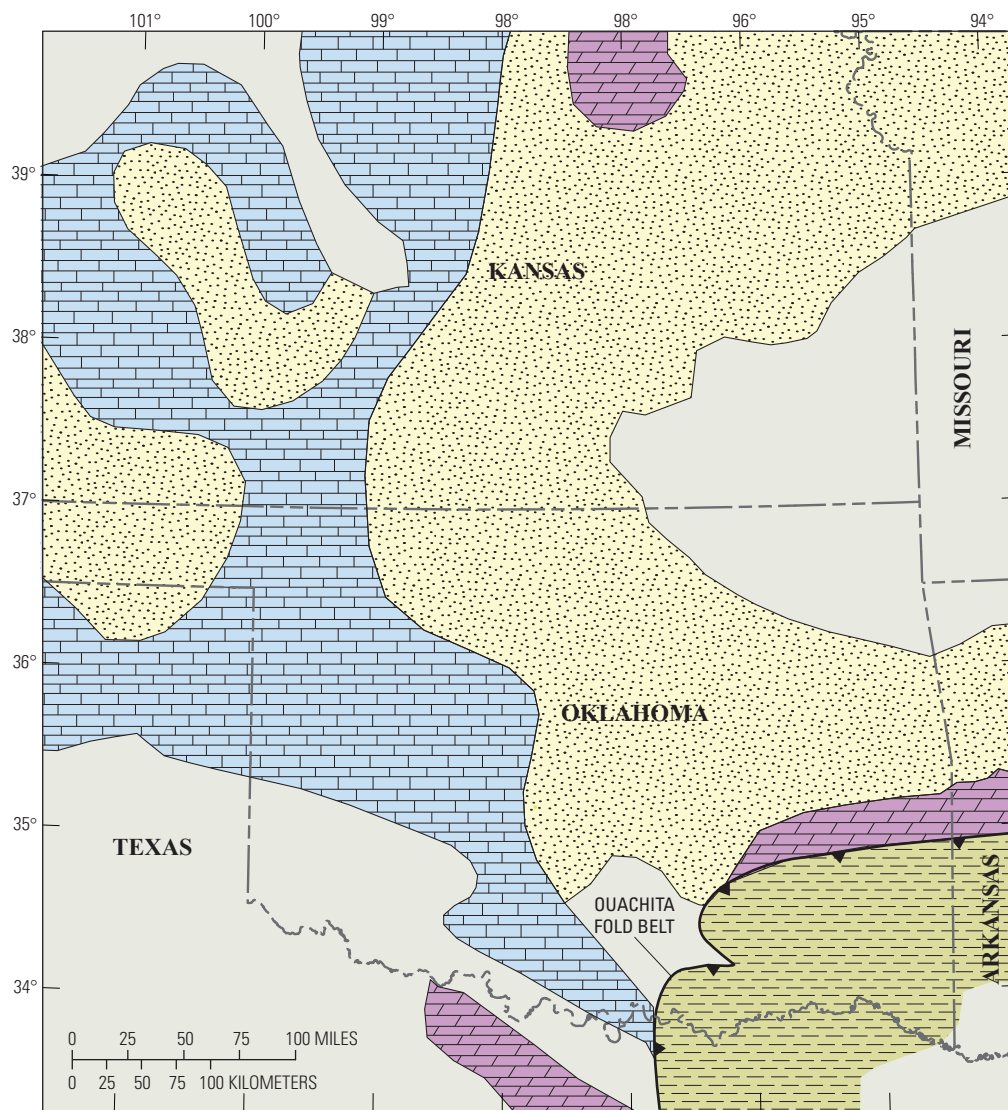 101° 100° 99° 98° 98° 96° 95° 94°
39°
KANSAS
38°
MISSOURI
37°
36°
OKLAHOMA
35°
TEXAS
OUACHITA
FOLD BELT
ARKANSAS
34°
0 25 50 75 100 MILES
0 25 50 75 100 KILOMETERS